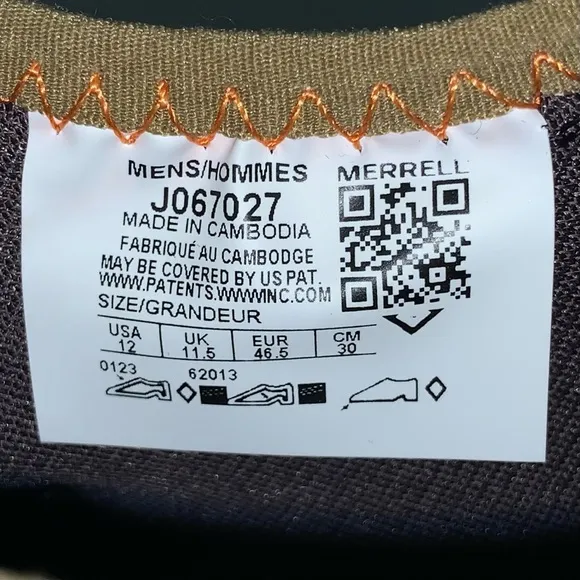 MENS/HOMMES
MERRELL
J067027
MADE IN CAMBODIA
FABRIQUÉ AU CAMBODGE
MAY BE COVERED BY US PAT.
WWW.PATENTS.WWWINC.COM
SIZE/GRANDEUR
USA UK EUR CM
12 11.5 46.5 30
0123 62013